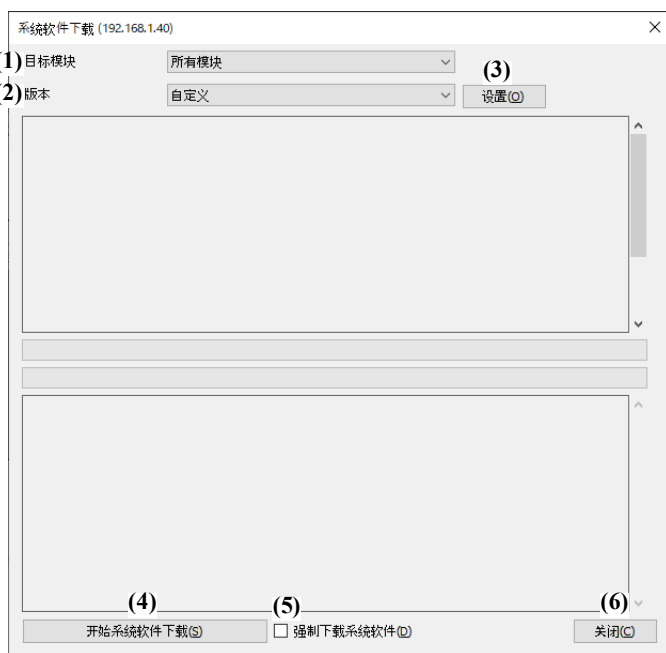 系统软件下载 (192.168.1.40)
(1) 目标模块 所有模块
(3)
(2) 版本 自定义 设置(O)
(4) (5) (6)
开始系统软件下载(S) 强制下载系统软件(D) 关闭(C)